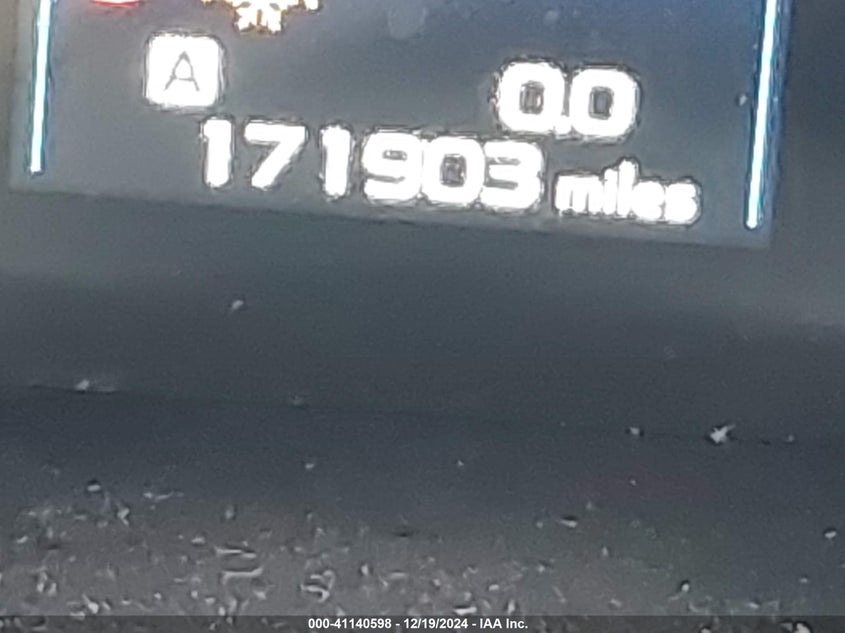 A
0.0
171903 miles
000-41140598 - 12/19/2024 - IAA Inc.